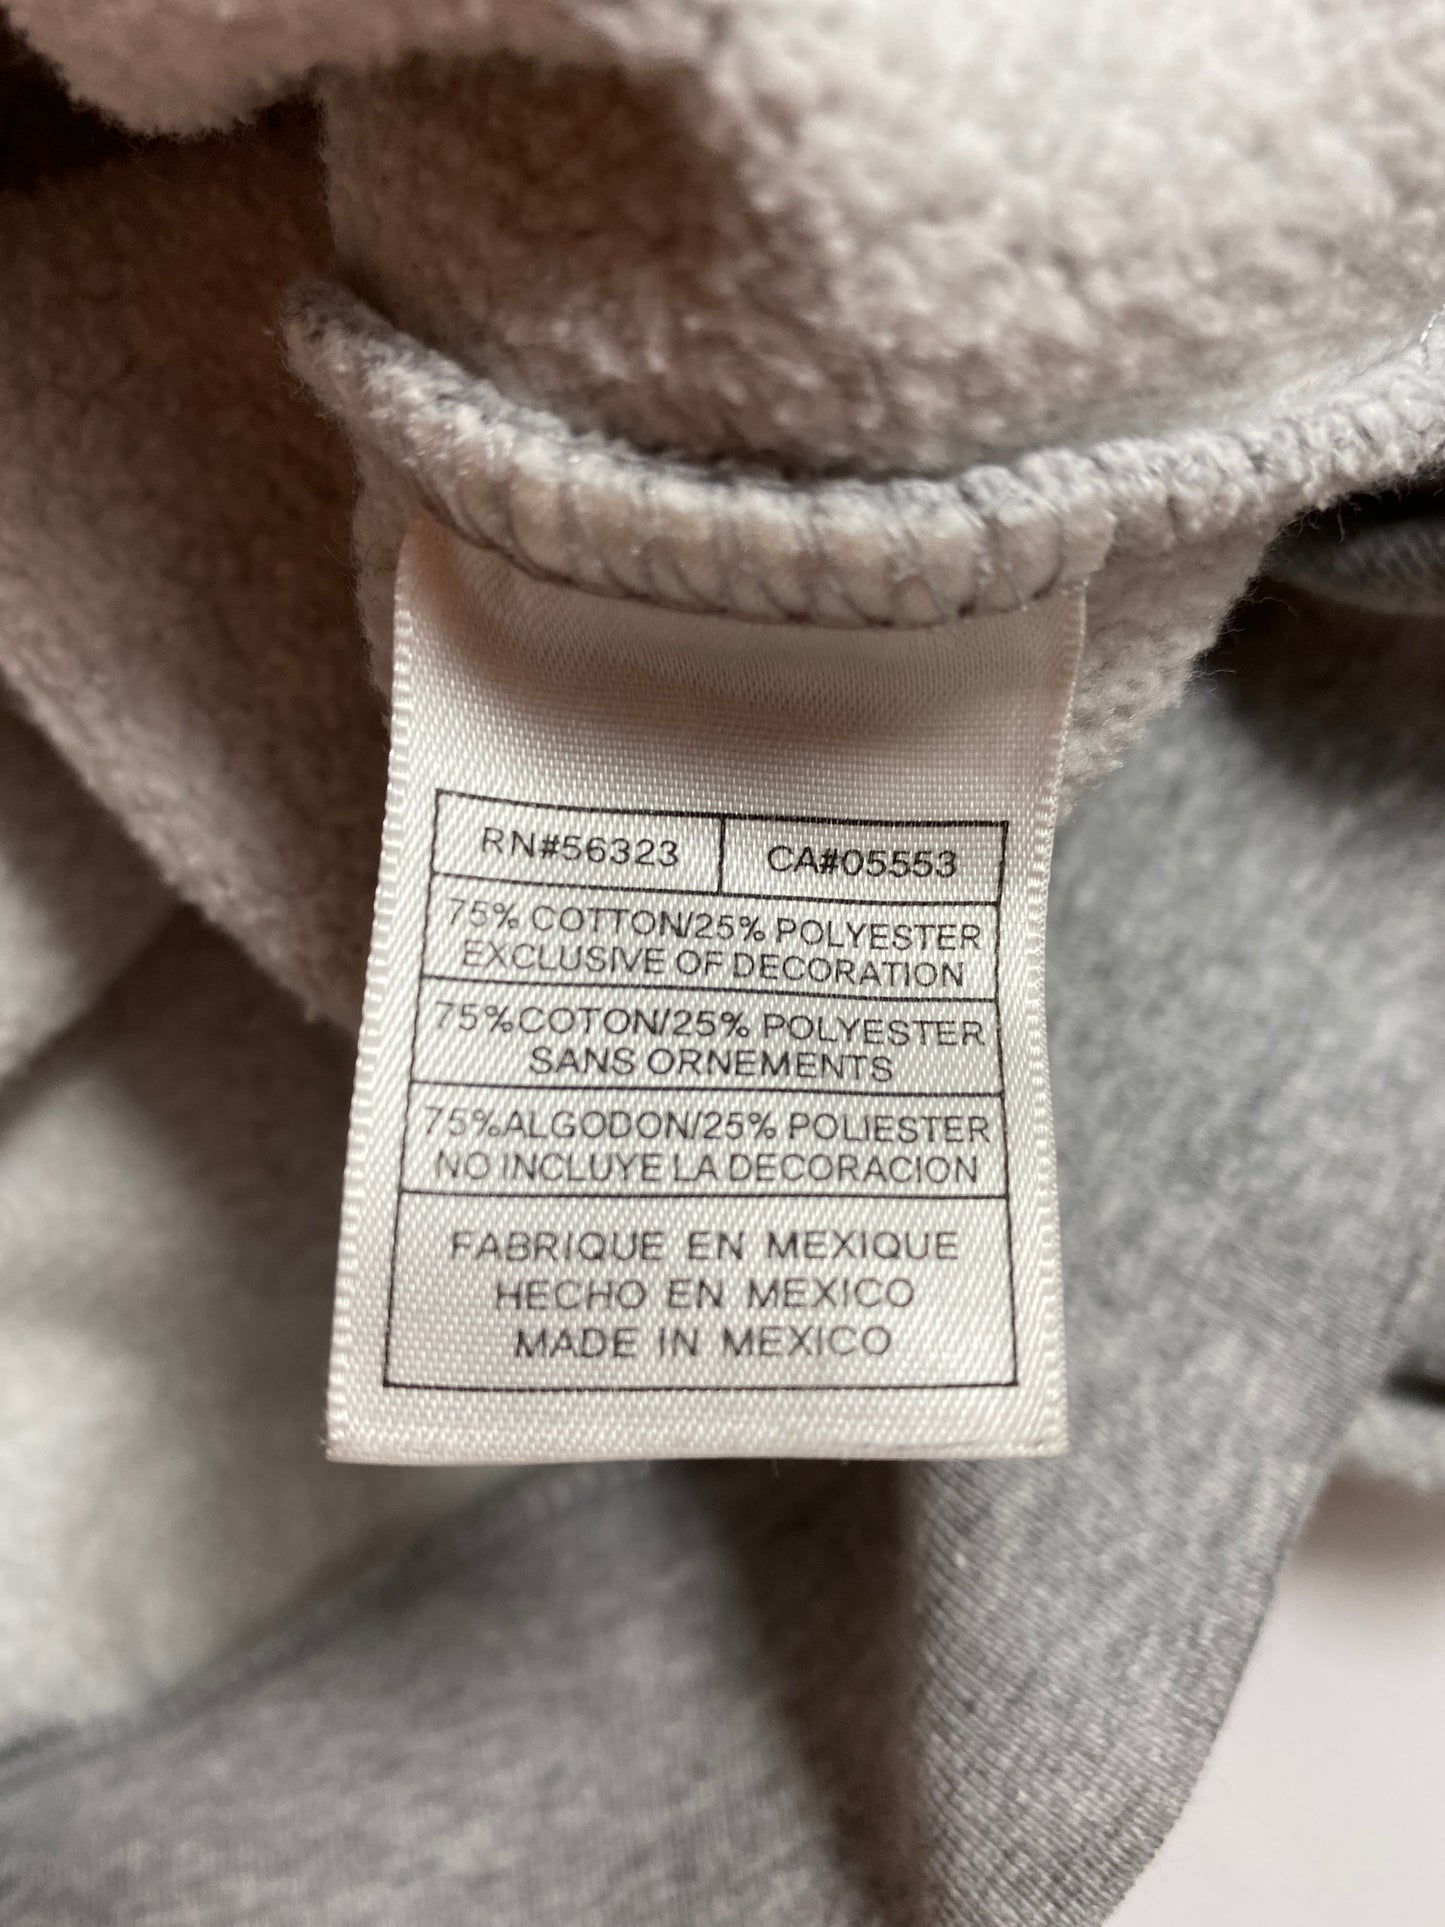 RN#56323 CA#05553
75% COTTON/25% POLYESTER
EXCLUSIVE OF DECORATION
75%COTON/25% POLYESTER
SANS ORNEMENTS
75%ALGODON/25% POLIESTER
NO INCLUYE LA DECORACION
FABRIQUE EN MEXIQUE
HECHO EN MEXICO
MADE IN MEXICO